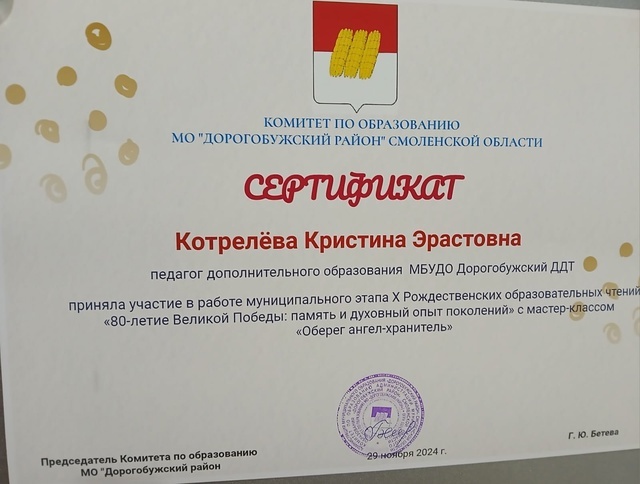 КОМИТЕТ ПО ОБРАЗОВАНИЮ
МО "ДОРОГОБУЖСКИЙ РАЙОН" СМОЛЕНСКОЙ ОБЛАСТИ
СЕРТИФИКАТ
Котрелёва Кристина Эрастовна
педагог дополнительного образования МБУДО Дорогобужский ДДТ
приняла участие в работе муниципального этапа X Рождественских образовательных чтений
«80-летие Великой Победы: память и духовный опыт поколений» с мастер-классом
«Оберег ангел-хранитель»
Председатель Комитета по образованию
МО "Дорогобужский район
29 ноября 2024 г.
Г. Ю. Бетева